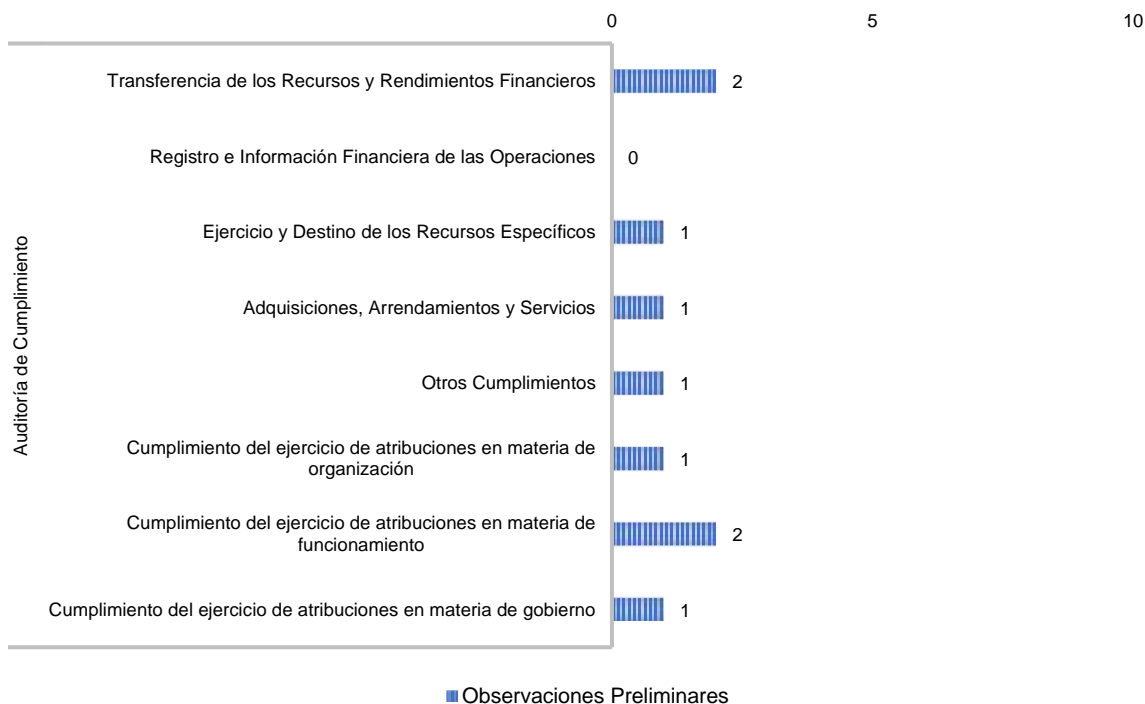 0 5 10
Transferencia de los Recursos y Rendimientos Financieros 2
Registro e Información Financiera de las Operaciones 0
Ejercicio y Destino de los Recursos Específicos 1
Adquisiciones, Arrendamientos y Servicios 1
Otros Cumplimientos 1
Cumplimiento del ejercicio de atribuciones en materia de
organización 1
Cumplimiento del ejercicio de atribuciones en materia de
funcionamiento 2
Cumplimiento del ejercicio de atribuciones en materia de gobierno 1
Auditoría de Cumplimiento
Observaciones Preliminares